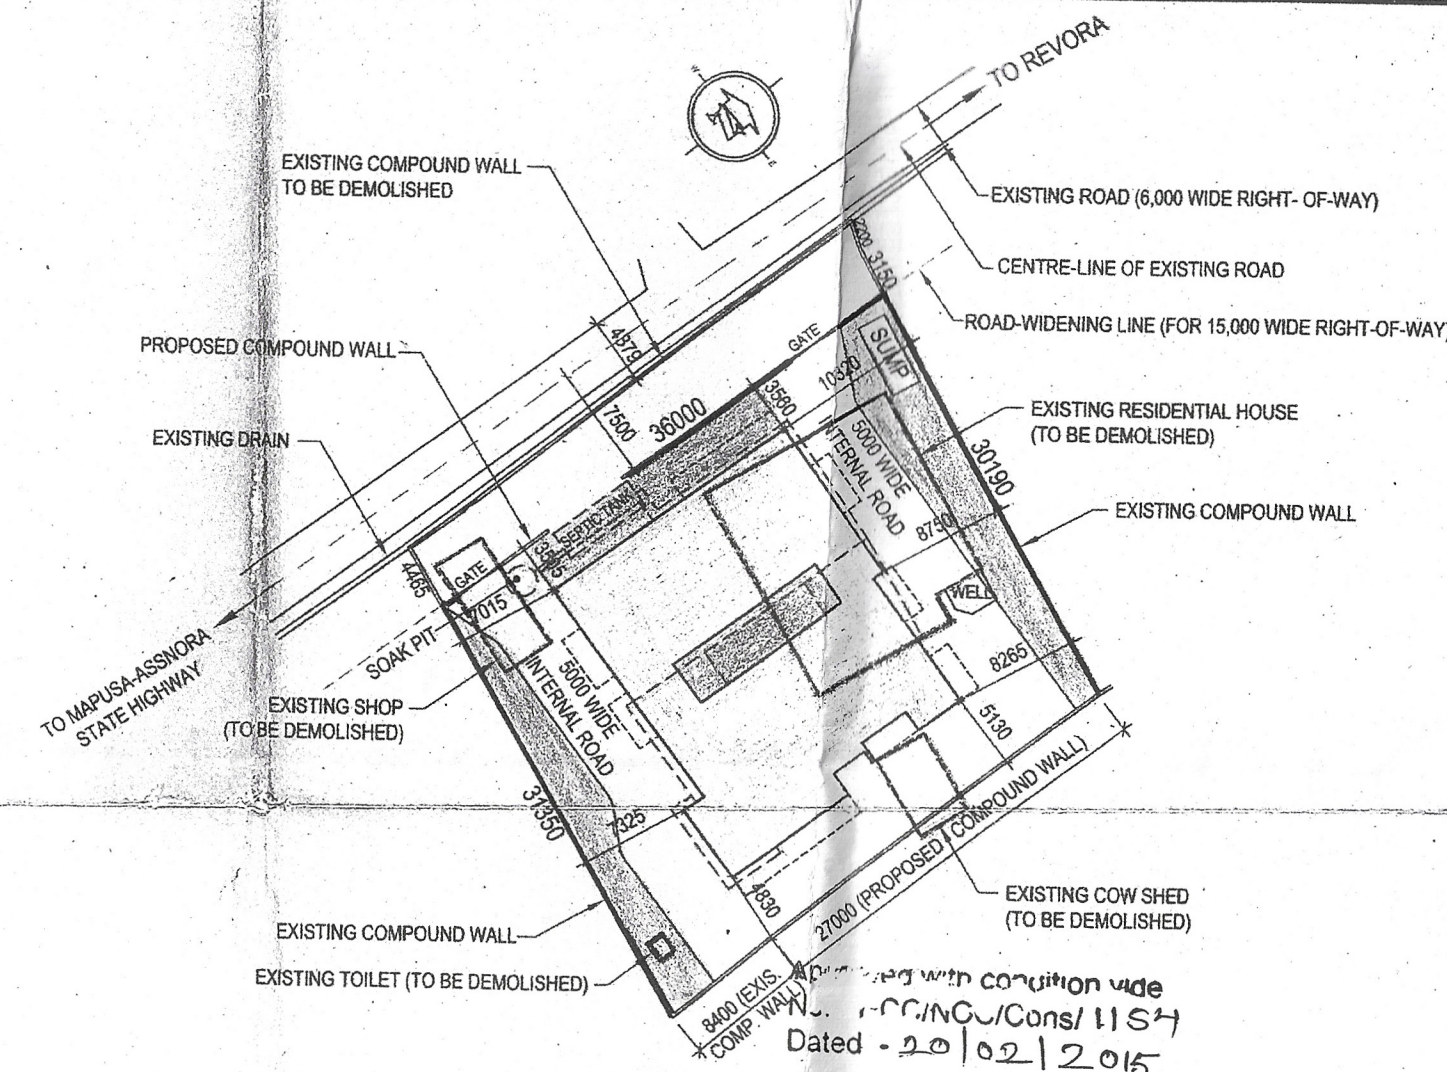 TO REVORA
EXISTING COMPOUND WALL
TO BE DEMOLISHED
EXISTING ROAD (6,000 WIDE RIGHT- OF-WAY)
CENTRE-LINE OF EXISTING ROAD
ROAD-WIDENING LINE (FOR 15,000 WIDE RIGHT-OF-WAY)
2200
3150
4879
PROPOSED COMPOUND WALL
GATE
SUMP
10320
3580
7500
36000
EXISTING RESIDENTIAL HOUSE
(TO BE DEMOLISHED)
EXISTING DRAIN
5000 WIDE
INTERNAL ROAD
30190
SEPTIC TANK
8750
EXISTING COMPOUND WALL
4465
GATE
7015
WELL
SOAK PIT
TO MAPUSA-ASSNORA
STATE HIGHWAY
8265
5000 WIDE
INTERNAL ROAD
EXISTING SHOP
(TO BE DEMOLISHED)
5130
31350
7325
4830
27000 (PROPOSED COMPOUND WALL)
EXISTING COW SHED
(TO BE DEMOLISHED)
EXISTING COMPOUND WALL
EXISTING TOILET (TO BE DEMOLISHED)
8400 (EXIS.
COMP. WALL)
with condition vide
/Cons/ 1154
Dated - 20/02/2015